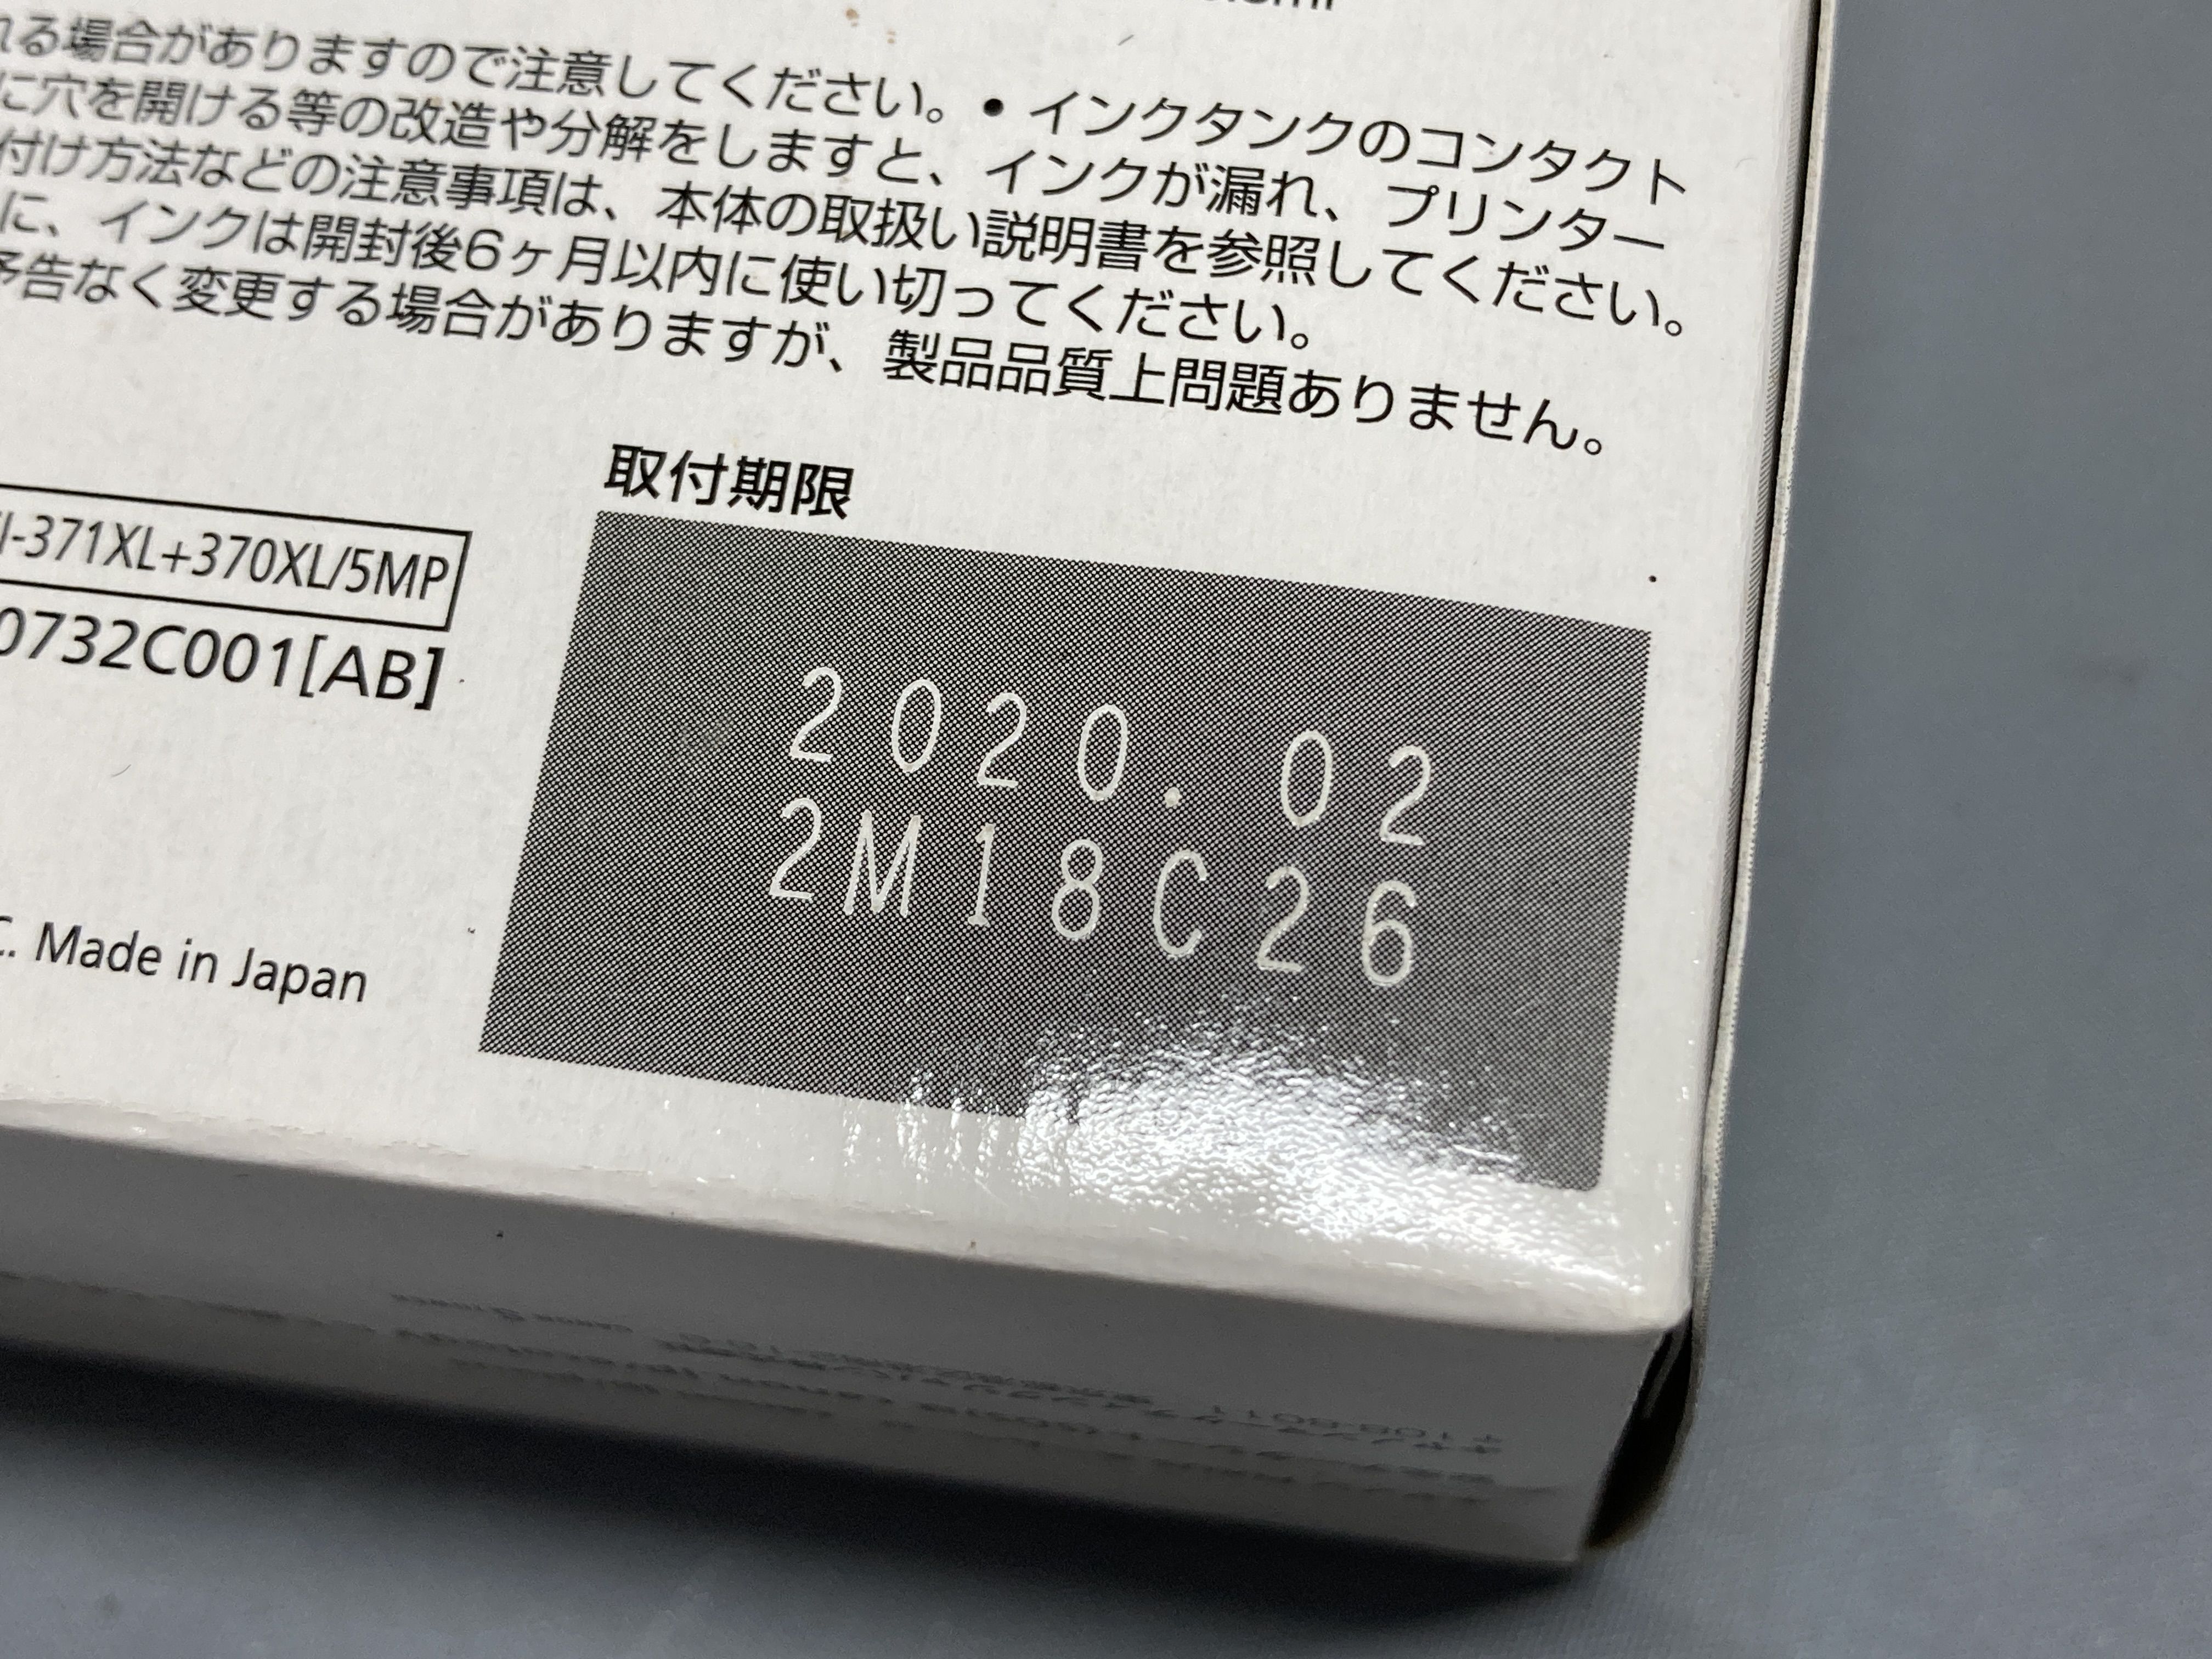 る場合がありますので注意してください。• インクタンクのコンタクト
に穴を開ける等の改造や分解をしますと、インクが漏れ、プリンター
付け方法などの注意事項は、本体の取扱い説明書を参照してください。
に、インクは開封後6ヶ月以内に使い切ってください。
予告なく変更する場合がありますが、製品品質上問題ありません。
取付期限
I-371XL+370XL/5MP
0732C001[AB]
2020. 02
2M18C26
C. Made in Japan